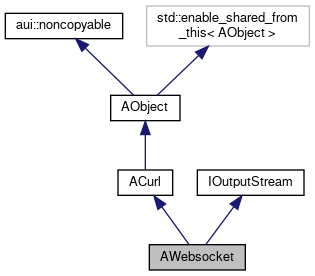 aui::noncopyable
std::enable_shared_from
_this< AObject >
AObject
ACurl
IOutputStream
AWebsocket